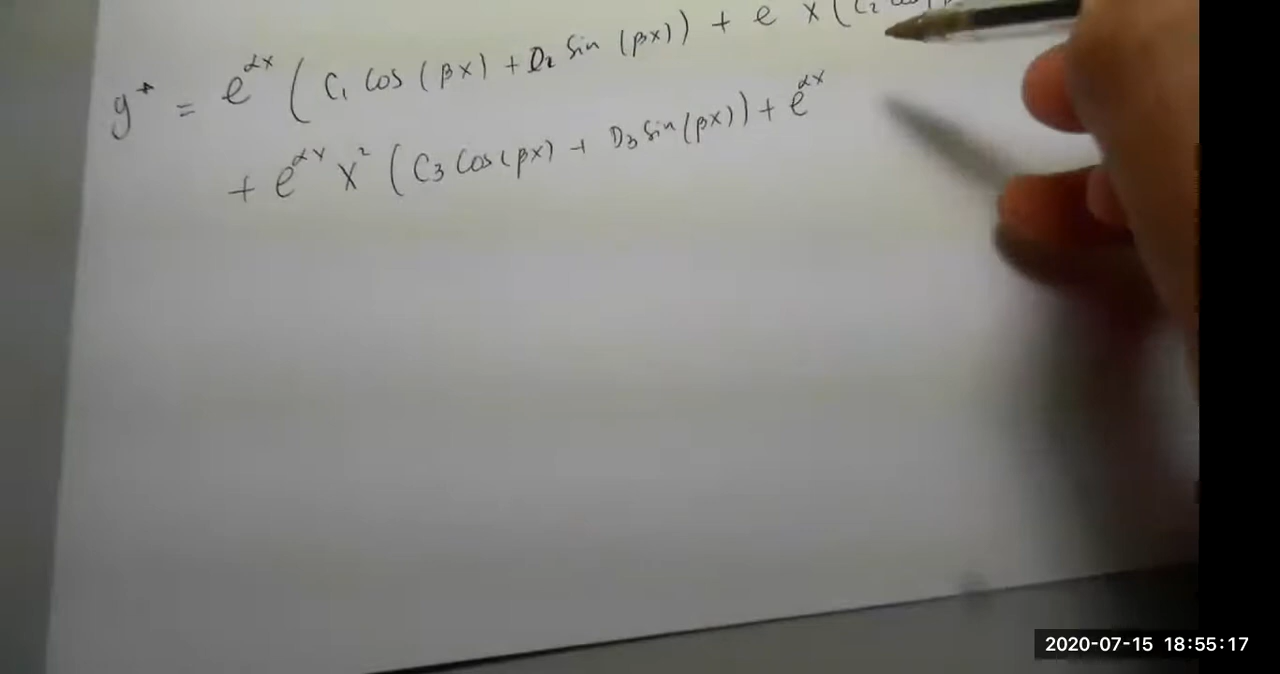 y* = e^αx ( C₁ cos (βx) + D₂ sin (βx)) + e x (C₂
+ e^αx x² ( C₃ cos (βx) + D₃ sin (βx)) + e^αx
2020-07-15 18:55:17